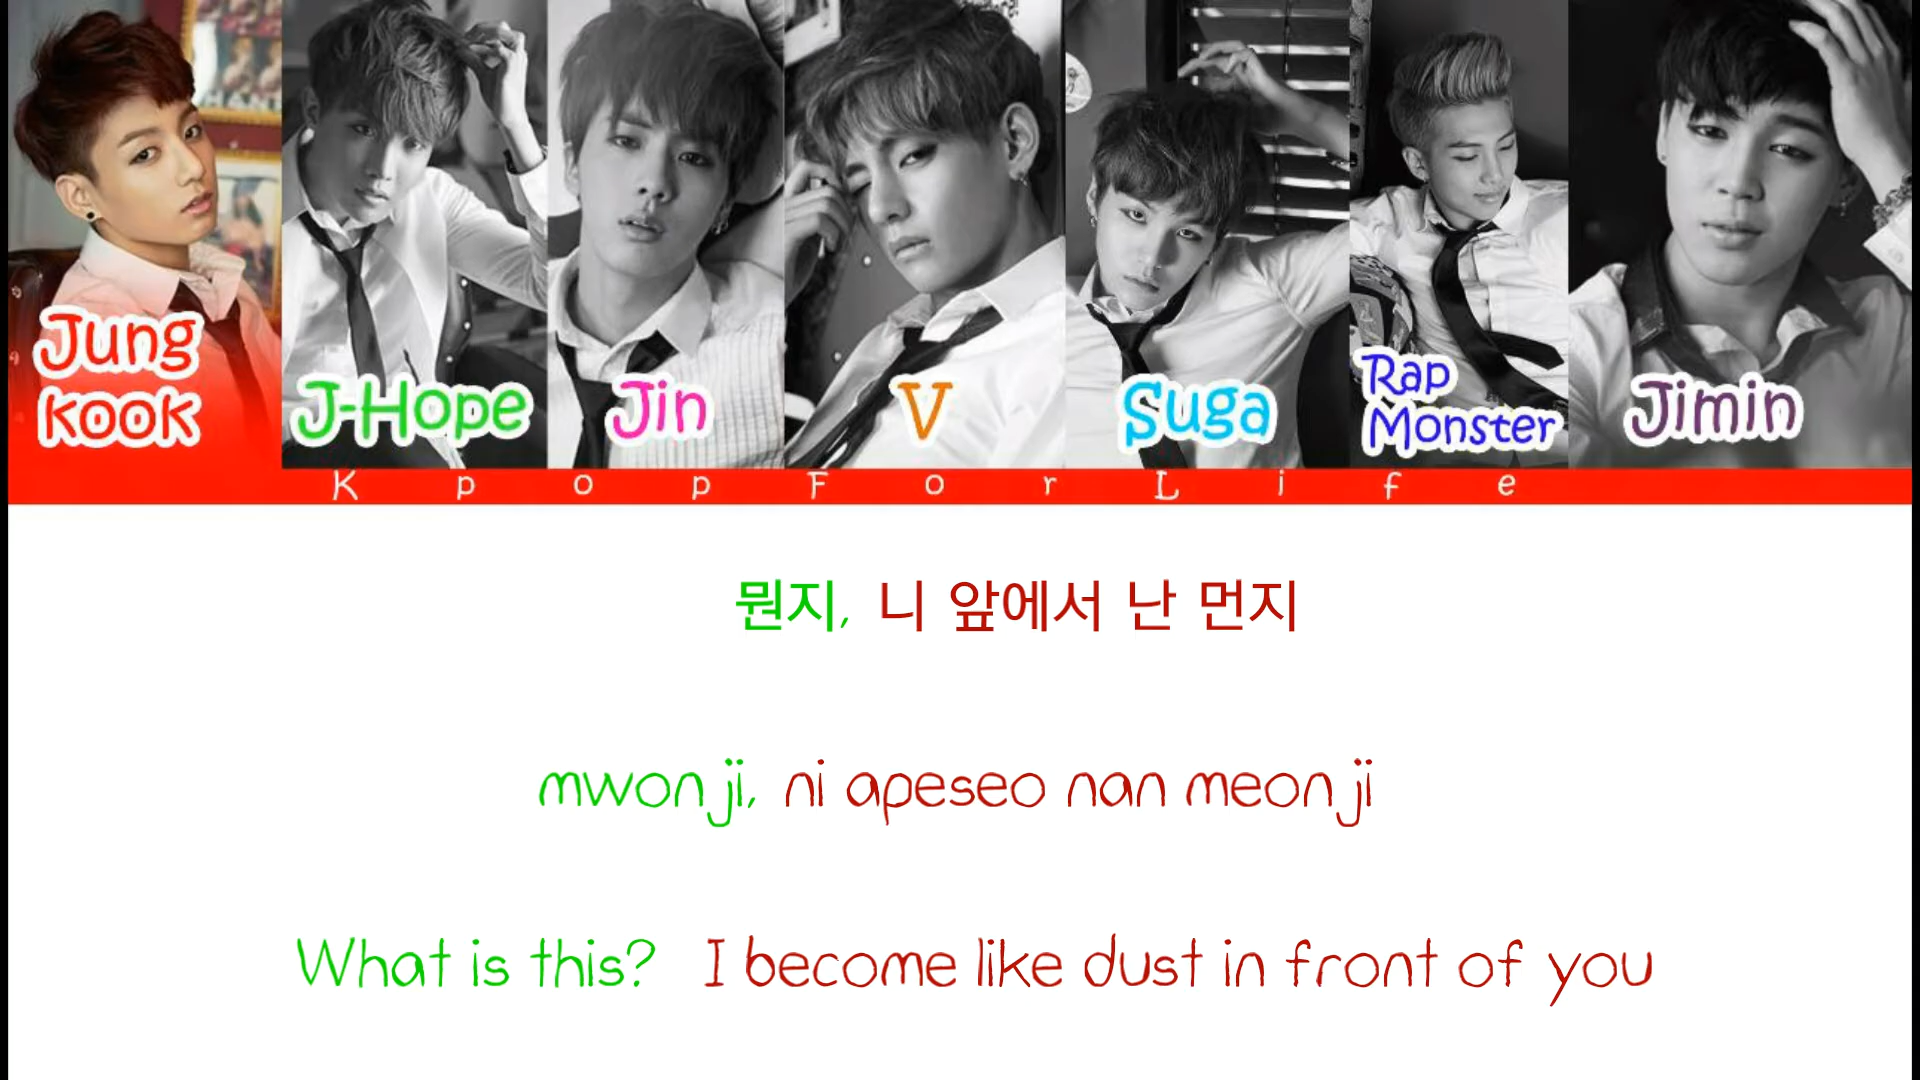 Jung
kook
J-Hope
Jin
V
Suga
Rap
Monster
Jimin
K p o p F o r L i f e
뭔지, 니 앞에서 난 먼지
mwonji, ni apeseo nan meonji
What is this? I become like dust in front of you